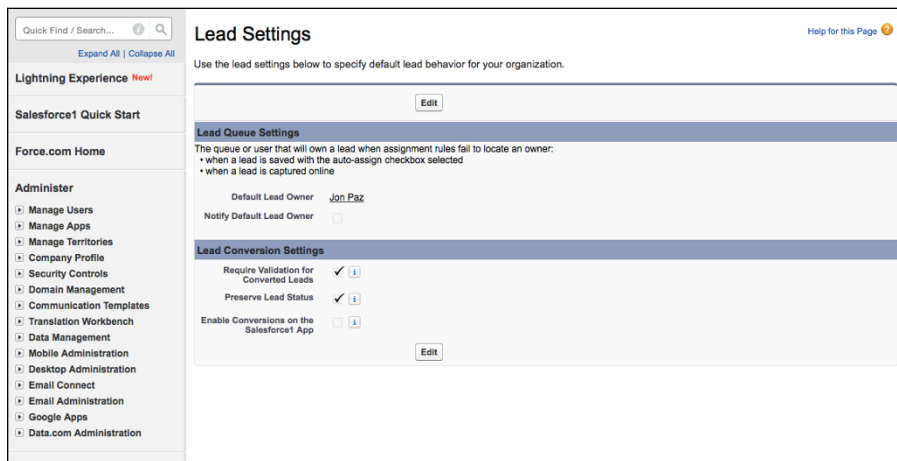 Quick Find / Search...
Expand All | Collapse All
Lightning Experience New!
Salesforce1 Quick Start
Force.com Home
Administer
Manage Users
Manage Apps
Manage Territories
Company Profile
Security Controls
Domain Management
Communication Templates
Translation Workbench
Data Management
Mobile Administration
Desktop Administration
Email Connect
Email Administration
Google Apps
Data.com Administration
Lead Settings
Help for this Page
Use the lead settings below to specify default lead behavior for your organization.
Edit
Lead Queue Settings
The queue or user that will own a lead when assignment rules fail to locate an owner:
• when a lead is saved with the auto-assign checkbox selected
• when a lead is captured online
Default Lead Owner Jon Paz
Notify Default Lead Owner
Lead Conversion Settings
Require Validation for
Converted Leads
Preserve Lead Status
Enable Conversions on the
Salesforce1 App
Edit